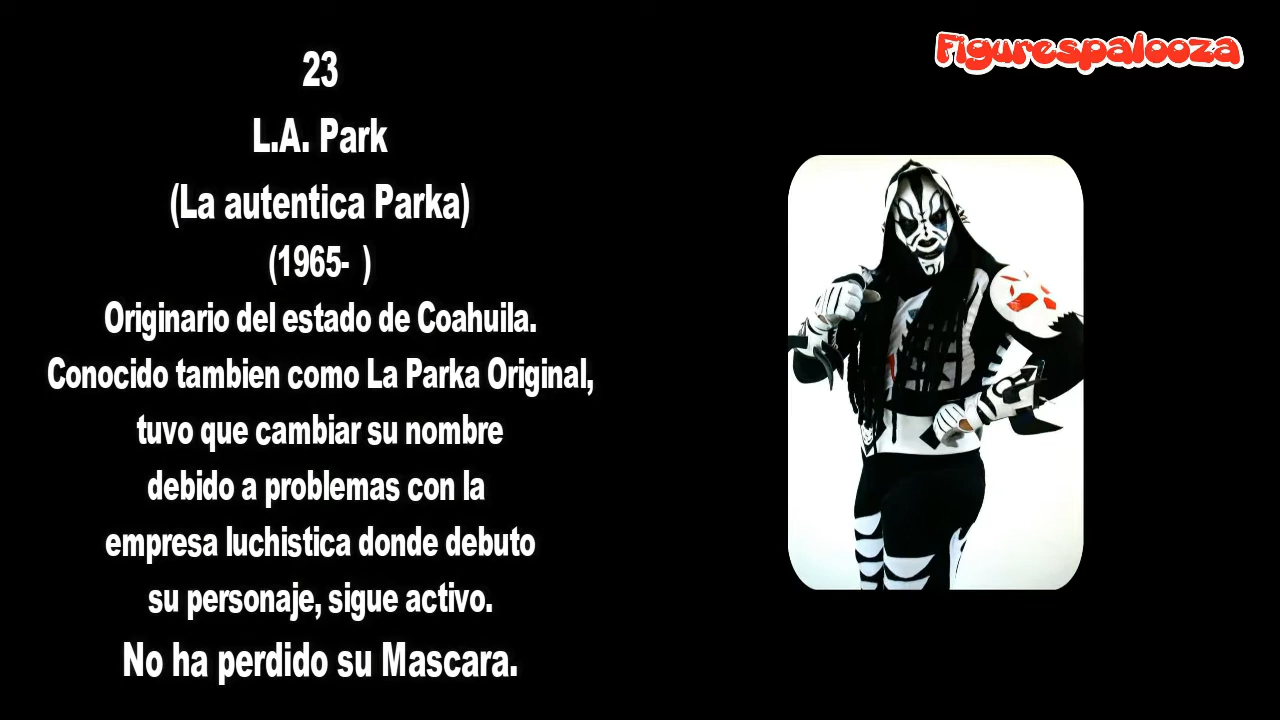 23
L.A. Park
(La autentica Parka)
(1965-  )
Originario del estado de Coahuila.
Conocido tambien como La Parka Original,
tuvo que cambiar su nombre
debido a problemas con la
empresa luchistica donde debuto
su personaje, sigue activo.
No ha perdido su Mascara.
Figurespalooza